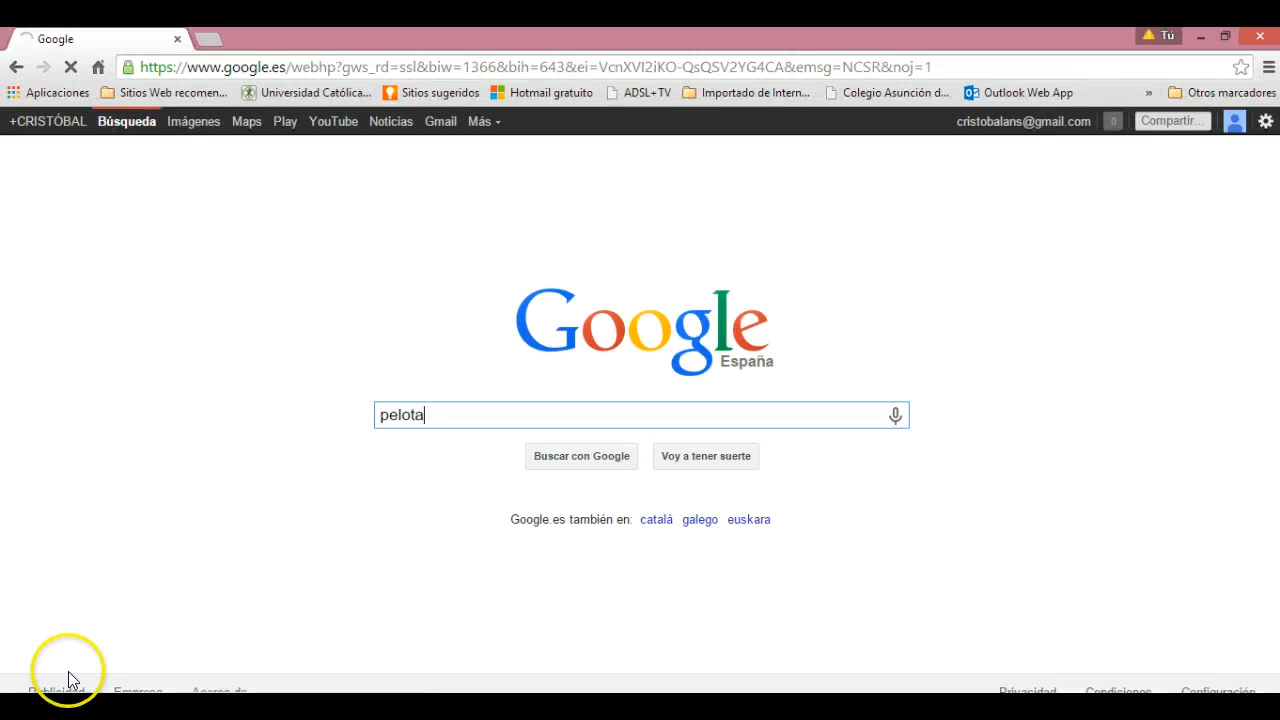 Google
Tú
https://www.google.es/webhp?gws_rd=ssl&biw=1366&bih=643&ei=VcnXVI2iKO-QsQSV2YG4CA&emsg=NCSR&noj=1
Aplicaciones Sitios Web recomen... Universidad Católica... Sitios sugeridos Hotmail gratuito ADSL+TV Importado de Intern... Colegio Asunción d... Outlook Web App » Otros marcadores
+CRISTÓBAL Búsqueda Imágenes Maps Play YouTube Noticias Gmail Más cristobalans@gmail.com 0 Compartir...
Google
España
pelota
Buscar con Google Voy a tener suerte
Google.es también en: català galego euskara
Publicidad Empresa Acerca de Privacidad Condiciones Configuración